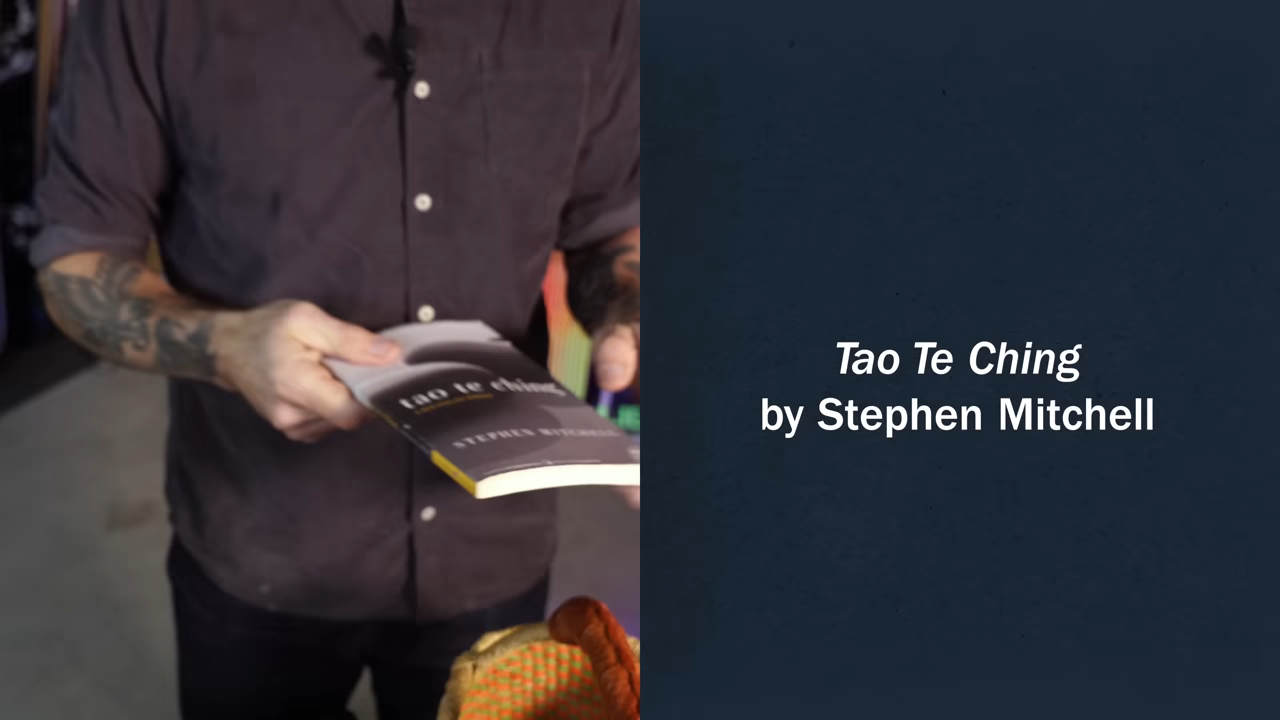 tao te ching
STEPHEN MITCHELL
Tao Te Ching
by Stephen Mitchell